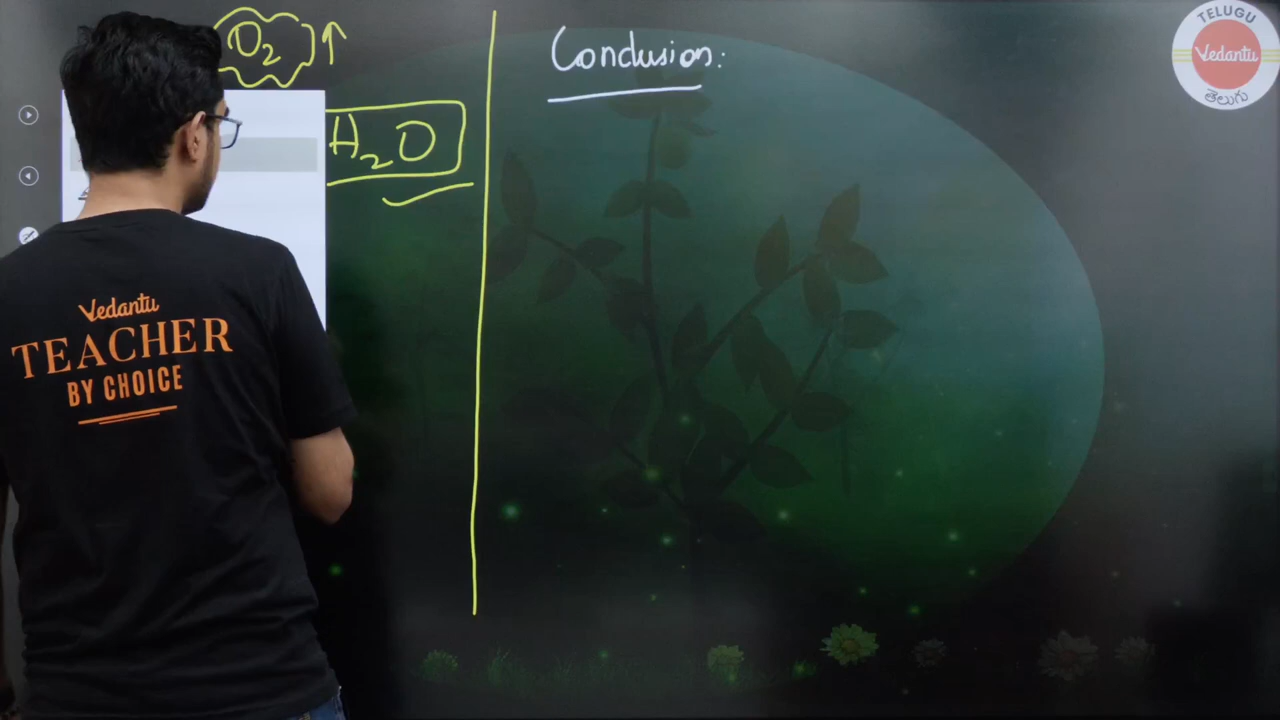 O₂ ↑
H₂O
Conclusion:
TELUGU
Vedantu
తెలుగు
Vedantu
TEACHER
BY CHOICE